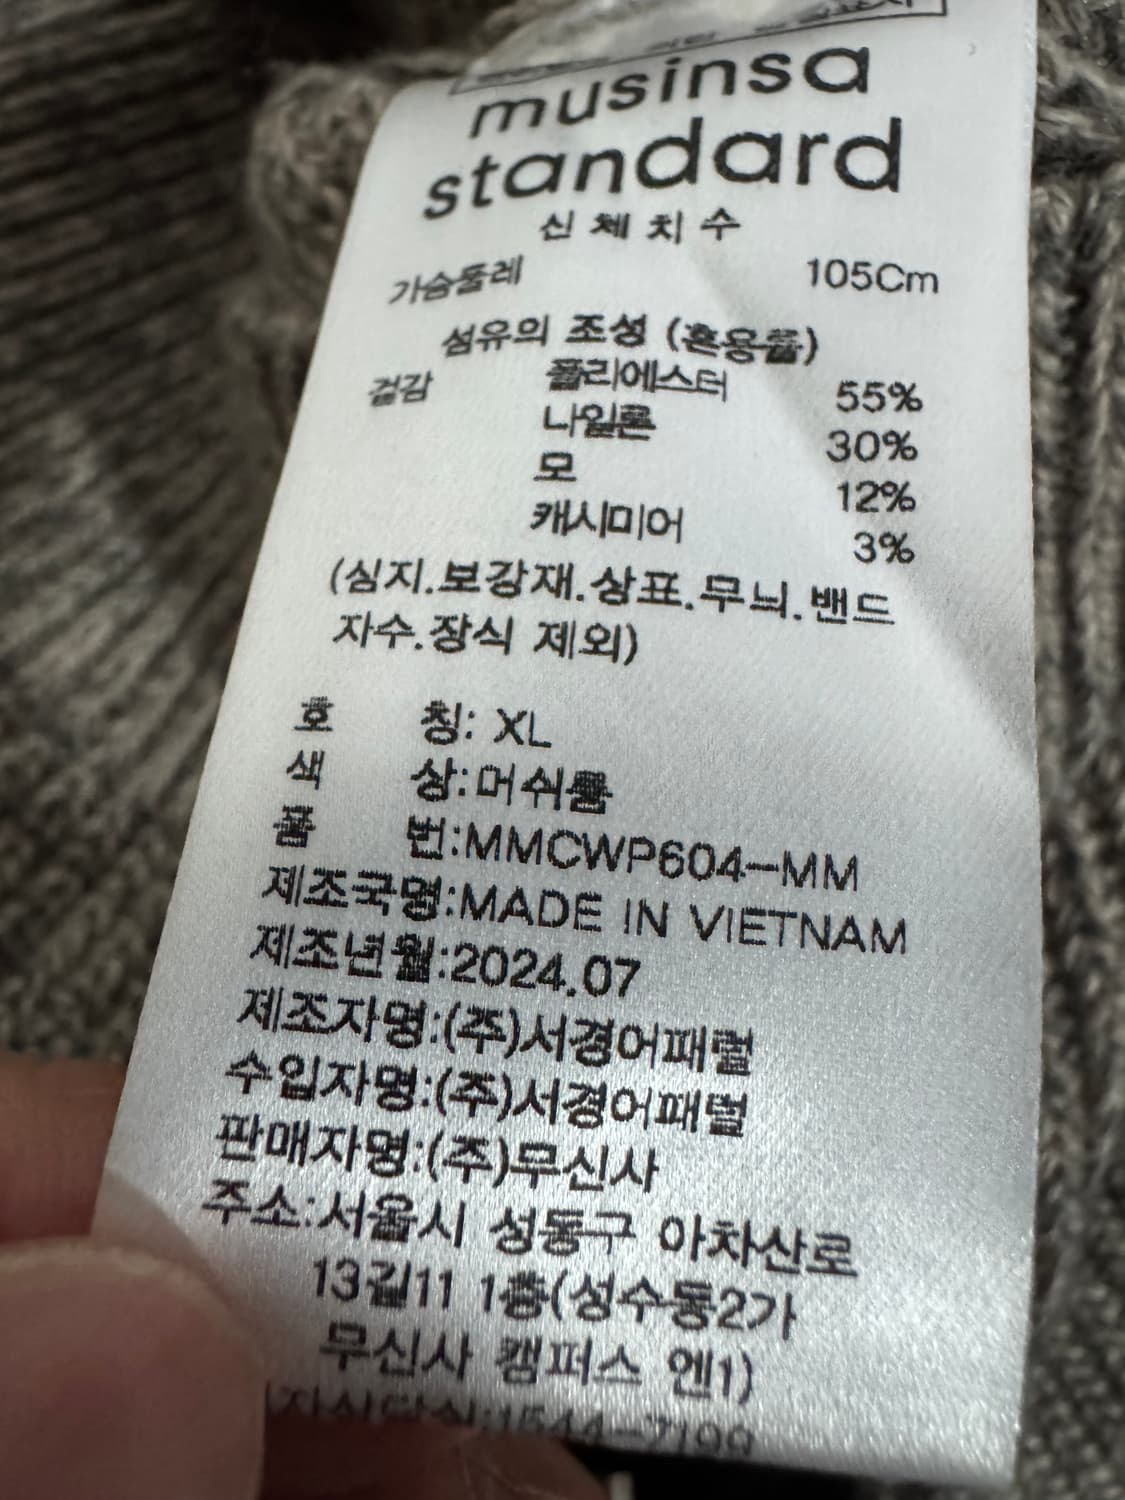 musinsa
standard
신체치수
가슴둘레 105Cm
섬유의 조성 (혼용률)
겉감 폴리에스터 55%
나일론 30%
모 12%
캐시미어 3%
(심지.보강재.상표.무늬.밴드
자수.장식 제외)
호 칭: XL
색 상:머쉬룸
품 번:MMCWP604-MM
제조국명:MADE IN VIETNAM
제조년월:2024.07
제조자명:(주)서경어패럴
수입자명:(주)서경어패럴
판매자명:(주)무신사
주소:서울시 성동구 아차산로
13길11 1층(성수동2가
무신사 캠퍼스 엔1)
1544-7199